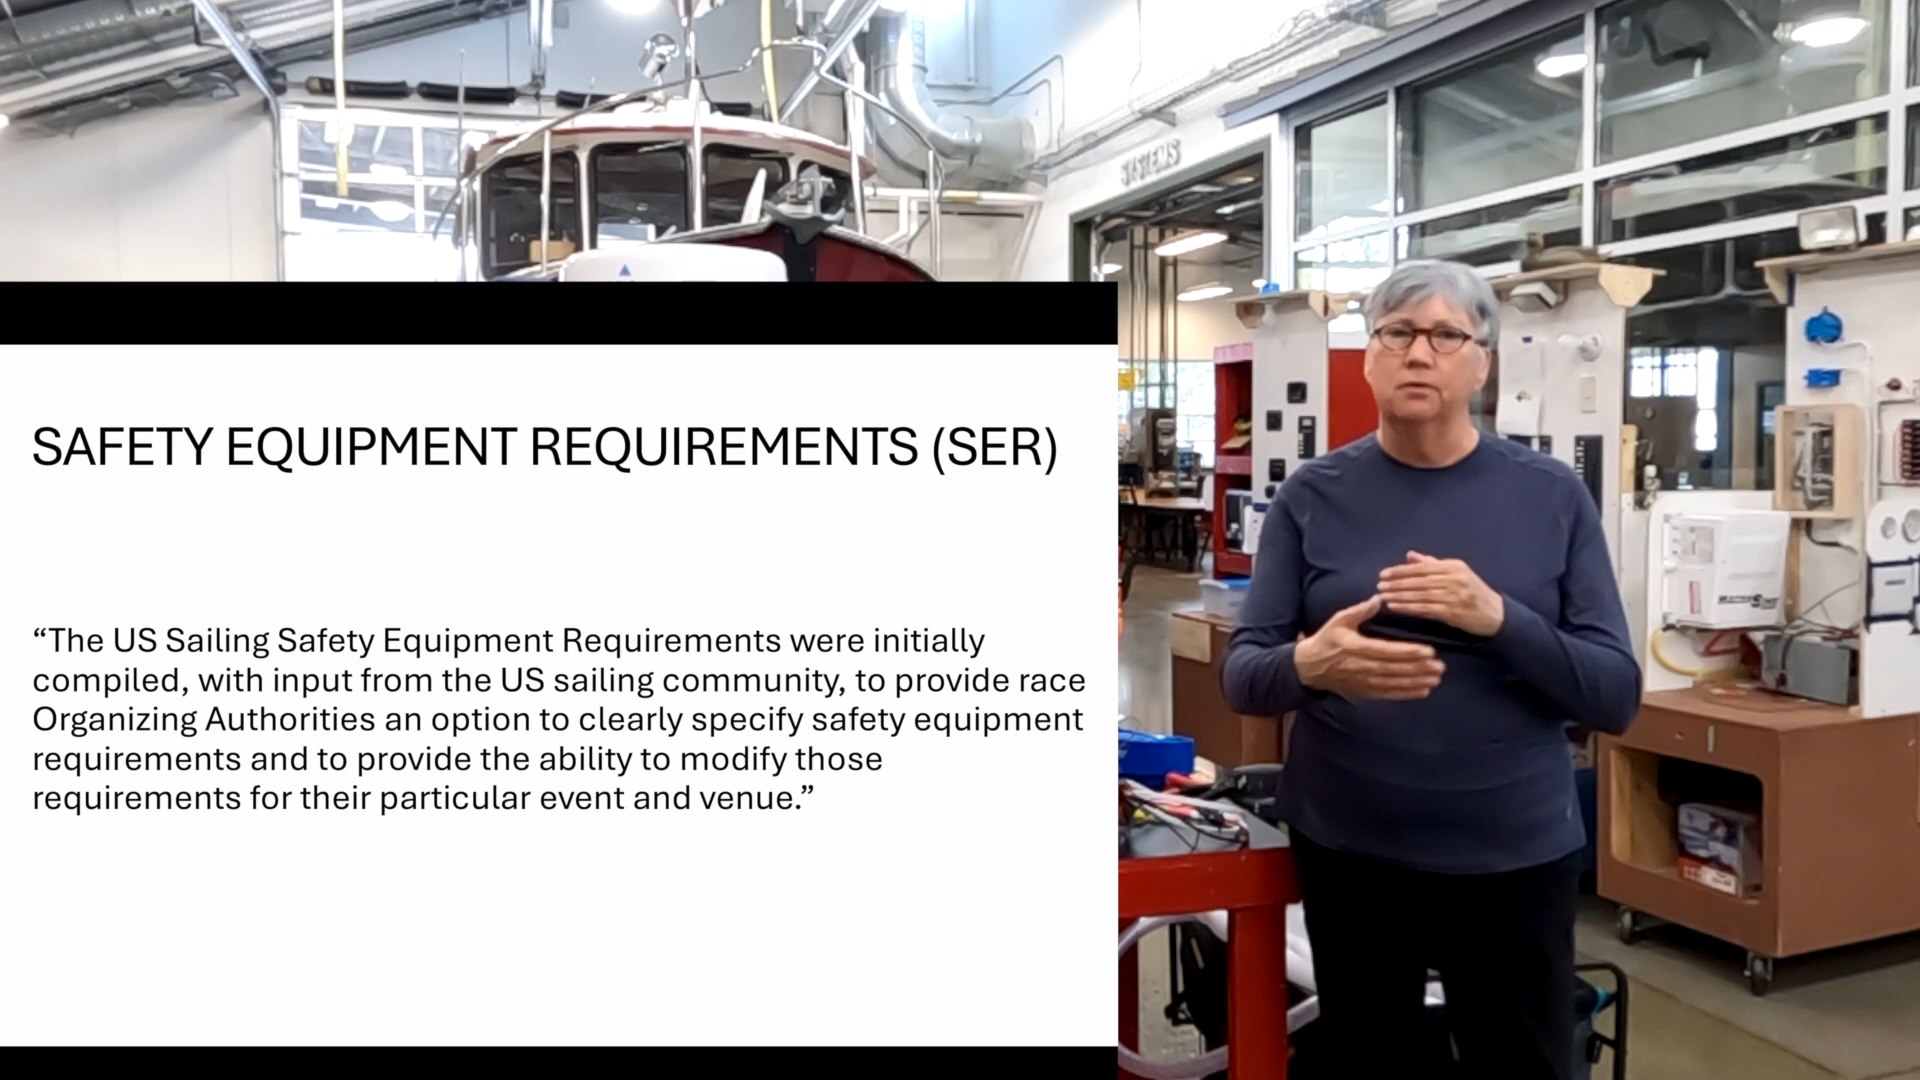 SYSTEMS
SAFETY EQUIPMENT REQUIREMENTS (SER)
“The US Sailing Safety Equipment Requirements were initially
compiled, with input from the US sailing community, to provide race
Organizing Authorities an option to clearly specify safety equipment
requirements and to provide the ability to modify those
requirements for their particular event and venue.”